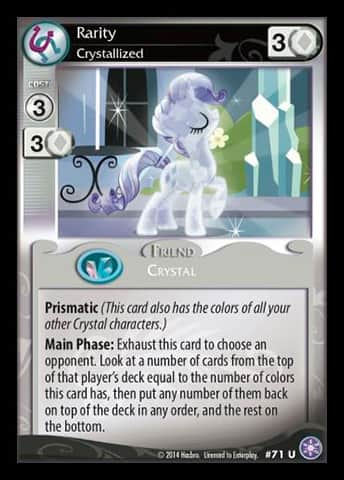 Rarity
Crystallized
3
COST
3
3
FRIEND
CRYSTAL
Prismatic (This card also has the colors of all your
other Crystal characters.)
Main Phase: Exhaust this card to choose an
opponent. Look at a number of cards from the top
of that player's deck equal to the number of colors
this card has, then put any number of them back
on top of the deck in any order, and the rest on
the bottom.
© 2014 Hasbro. Licensed to Enterplay. #71 U